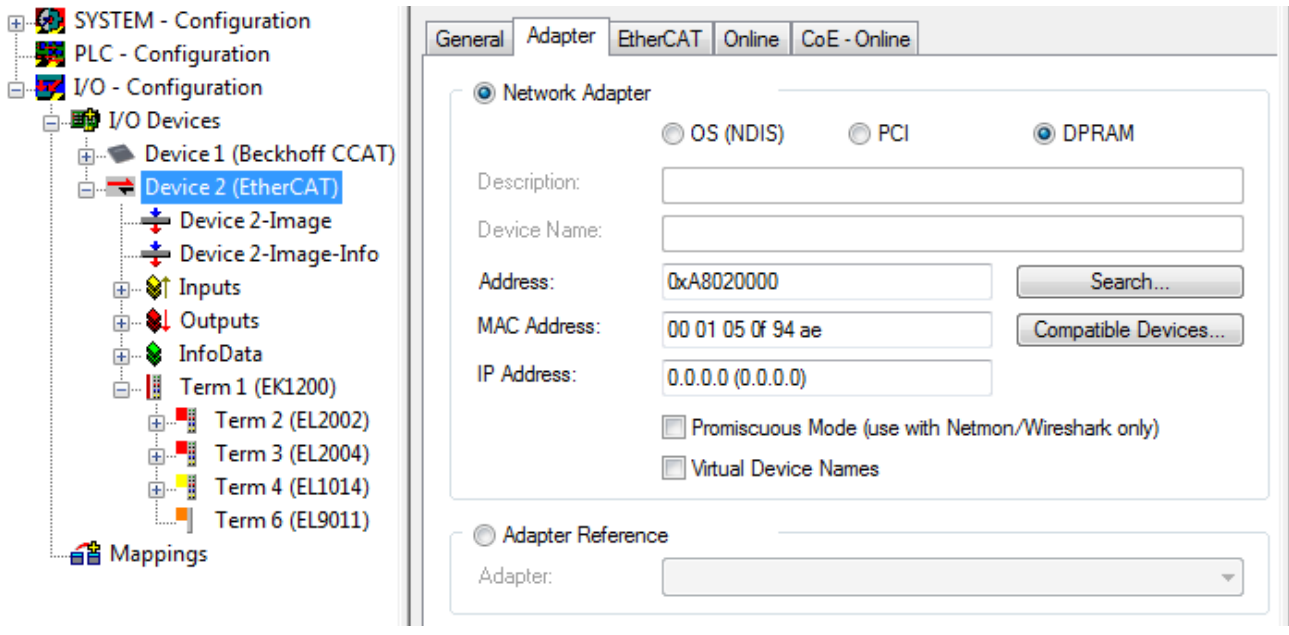 SYSTEM - Configuration
PLC - Configuration
I/O - Configuration
I/O Devices
Device 1 (Beckhoff CCAT)
Device 2 (EtherCAT)
Device 2-Image
Device 2-Image-Info
Inputs
Outputs
InfoData
Term 1 (EK1200)
Term 2 (EL2002)
Term 3 (EL2004)
Term 4 (EL1014)
Term 6 (EL9011)
Mappings
General Adapter EtherCAT Online CoE - Online
Network Adapter
OS (NDIS) PCI DPRAM
Description:
Device Name:
Address: 0xA8020000 Search...
MAC Address: 00 01 05 0f 94 ae Compatible Devices...
IP Address: 0.0.0.0 (0.0.0.0)
Promiscuous Mode (use with Netmon/Wireshark only)
Virtual Device Names
Adapter Reference
Adapter: